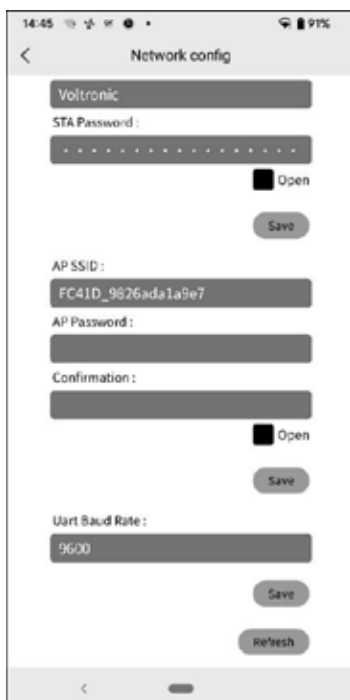 14:45 91%
Network config
Voltronic
STA Password :
Open
Save
AP SSID :
FC41D_9826ada1a9e7
AP Password :
Confirmation :
Open
Save
Uart Baud Rate :
9600
Save
Refresh